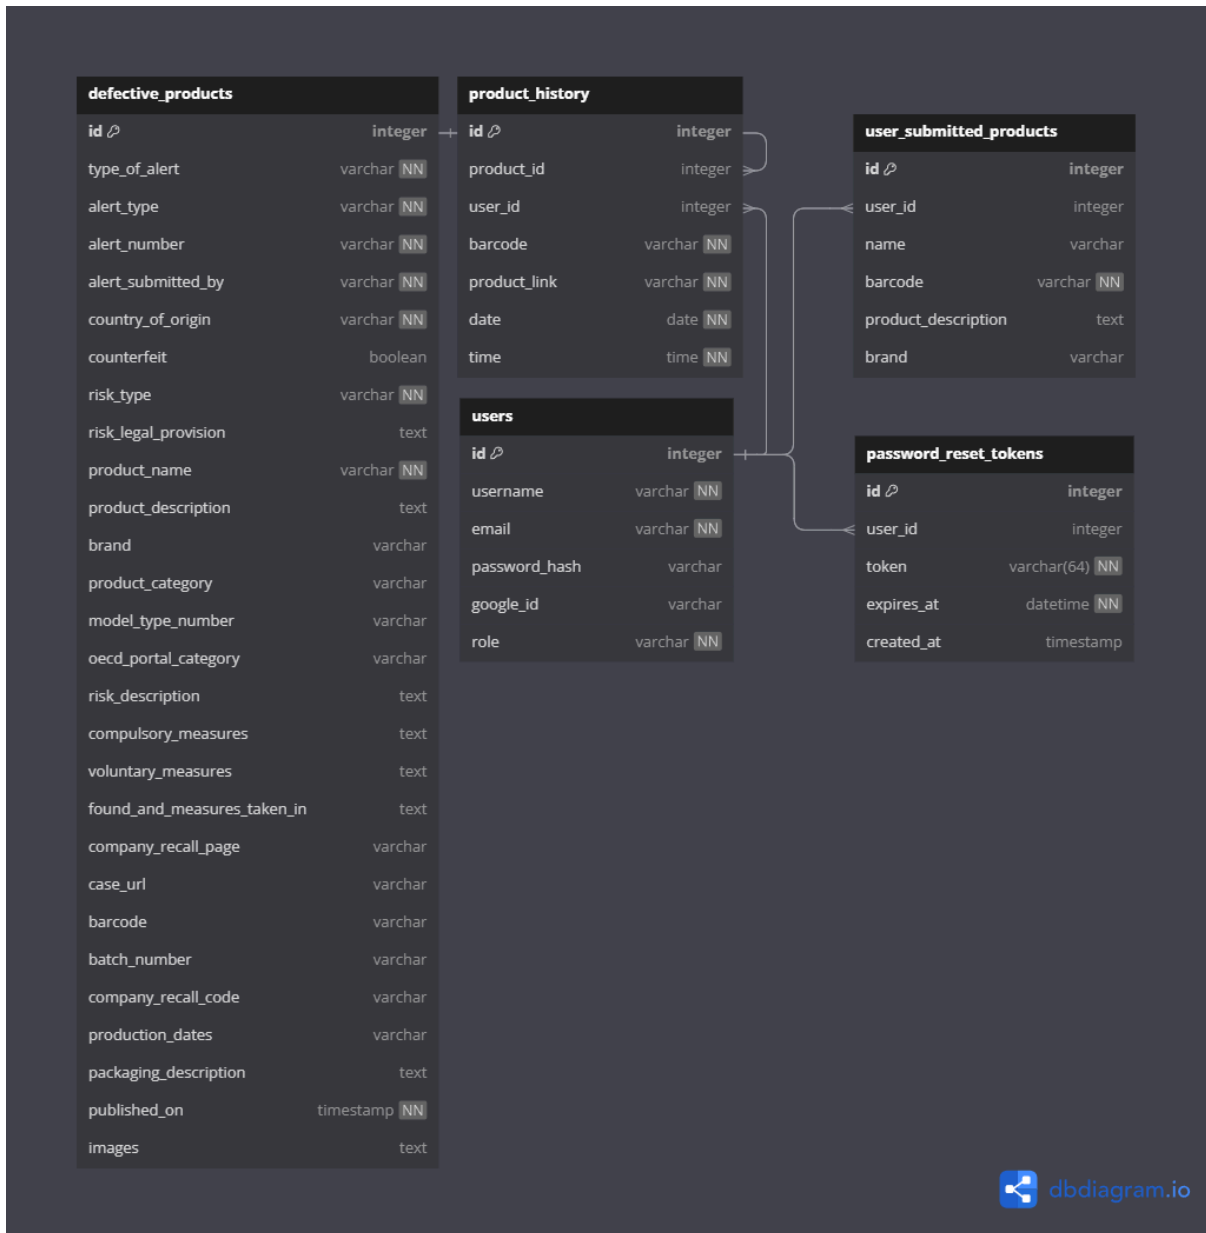 defective_products
id integer
type_of_alert varchar NN
alert_type varchar NN
alert_number varchar NN
alert_submitted_by varchar NN
country_of_origin varchar NN
counterfeit boolean
risk_type varchar NN
risk_legal_provision text
product_name varchar NN
product_description text
brand varchar
product_category varchar
model_type_number varchar
oecd_portal_category varchar
risk_description text
compulsory_measures text
voluntary_measures text
found_and_measures_taken_in text
company_recall_page varchar
case_url varchar
barcode varchar
batch_number varchar
company_recall_code varchar
production_dates varchar
packaging_description text
published_on timestamp NN
images text
product_history
id integer
product_id integer
user_id integer
barcode varchar NN
product_link varchar NN
date date NN
time time NN
users
id integer
username varchar NN
email varchar NN
password_hash varchar
google_id varchar
role varchar NN
user_submitted_products
id integer
user_id integer
name varchar
barcode varchar NN
product_description text
brand varchar
password_reset_tokens
id integer
user_id integer
token varchar(64) NN
expires_at datetime NN
created_at timestamp
dbdiagram.io